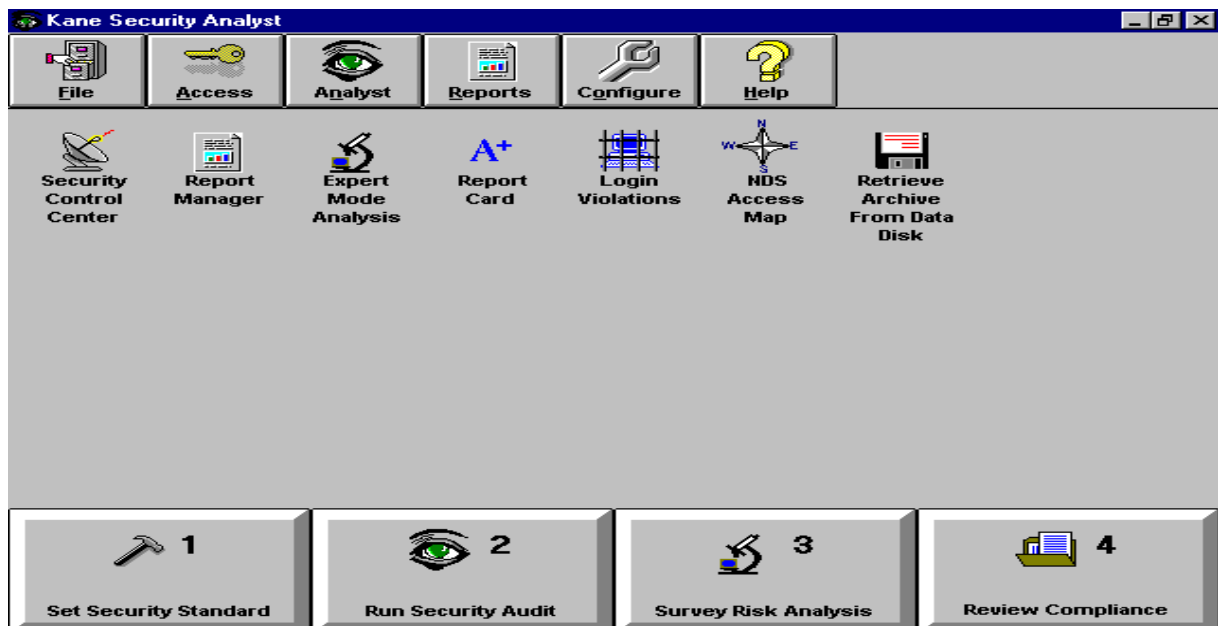 Kane Security Analyst
File
Access
Analyst
Reports
Configure
Help
Security
Control
Center
Report
Manager
Expert
Mode
Analysis
A+
Report
Card
Login
Violations
N
W
E
S
NDS
Access
Map
Retrieve
Archive
From Data
Disk
1
Set Security Standard
2
Run Security Audit
3
Survey Risk Analysis
4
Review Compliance